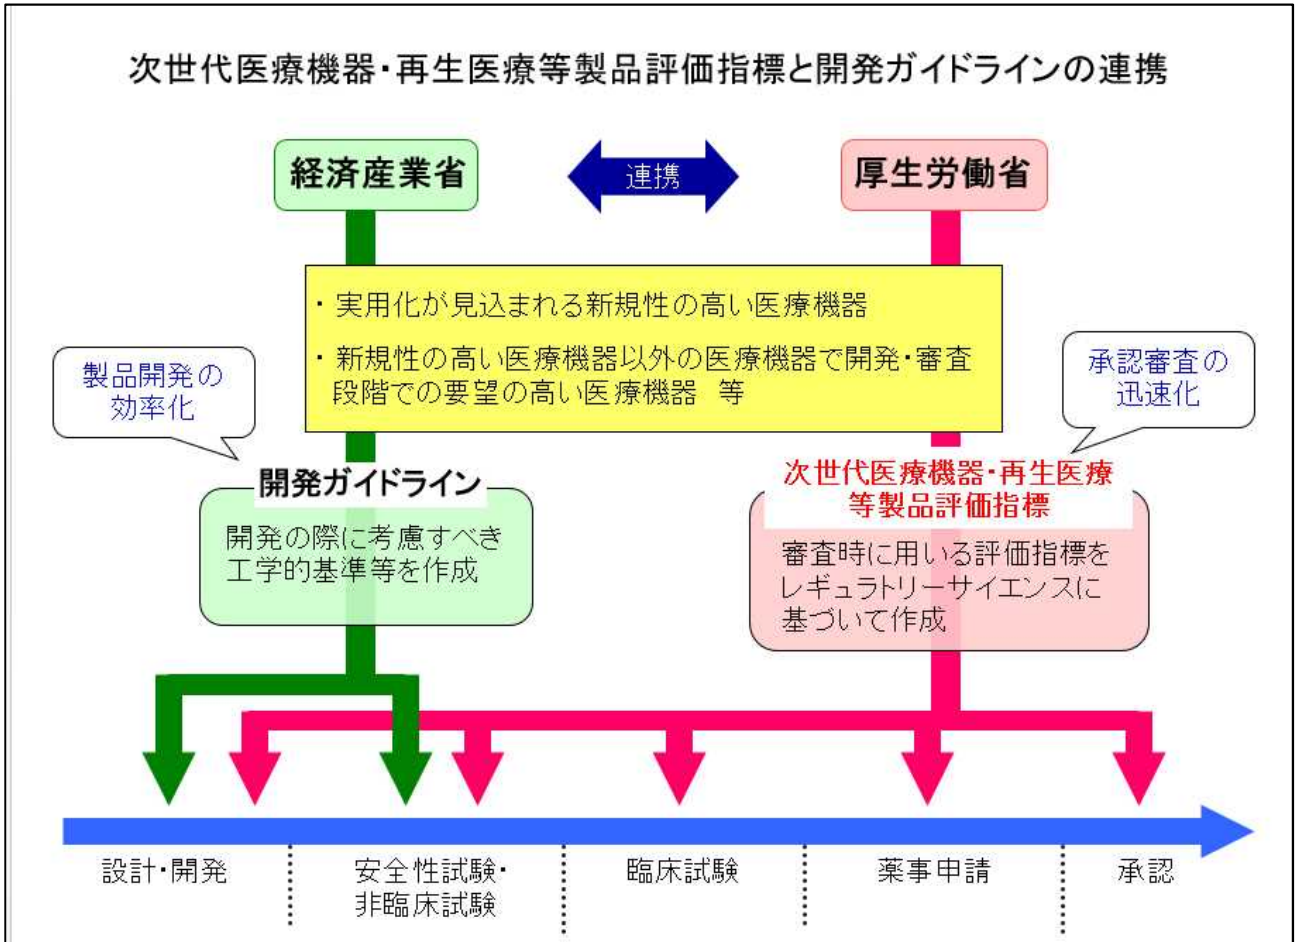 次世代医療機器・再生医療等製品評価指標と開発ガイドラインの連携
経済産業省
連携
厚生労働省
・実用化が見込まれる新規性の高い医療機器
・新規性の高い医療機器以外の医療機器で開発・審査
段階での要望の高い医療機器 等
製品開発の
効率化
承認審査の
迅速化
開発ガイドライン
開発の際に考慮すべき
工学的基準等を作成
次世代医療機器・再生医療
等製品評価指標
審査時に用いる評価指標を
レギュラトリーサイエンスに
基づいて作成
設計・開発
安全性試験・
非臨床試験
臨床試験
薬事申請
承認